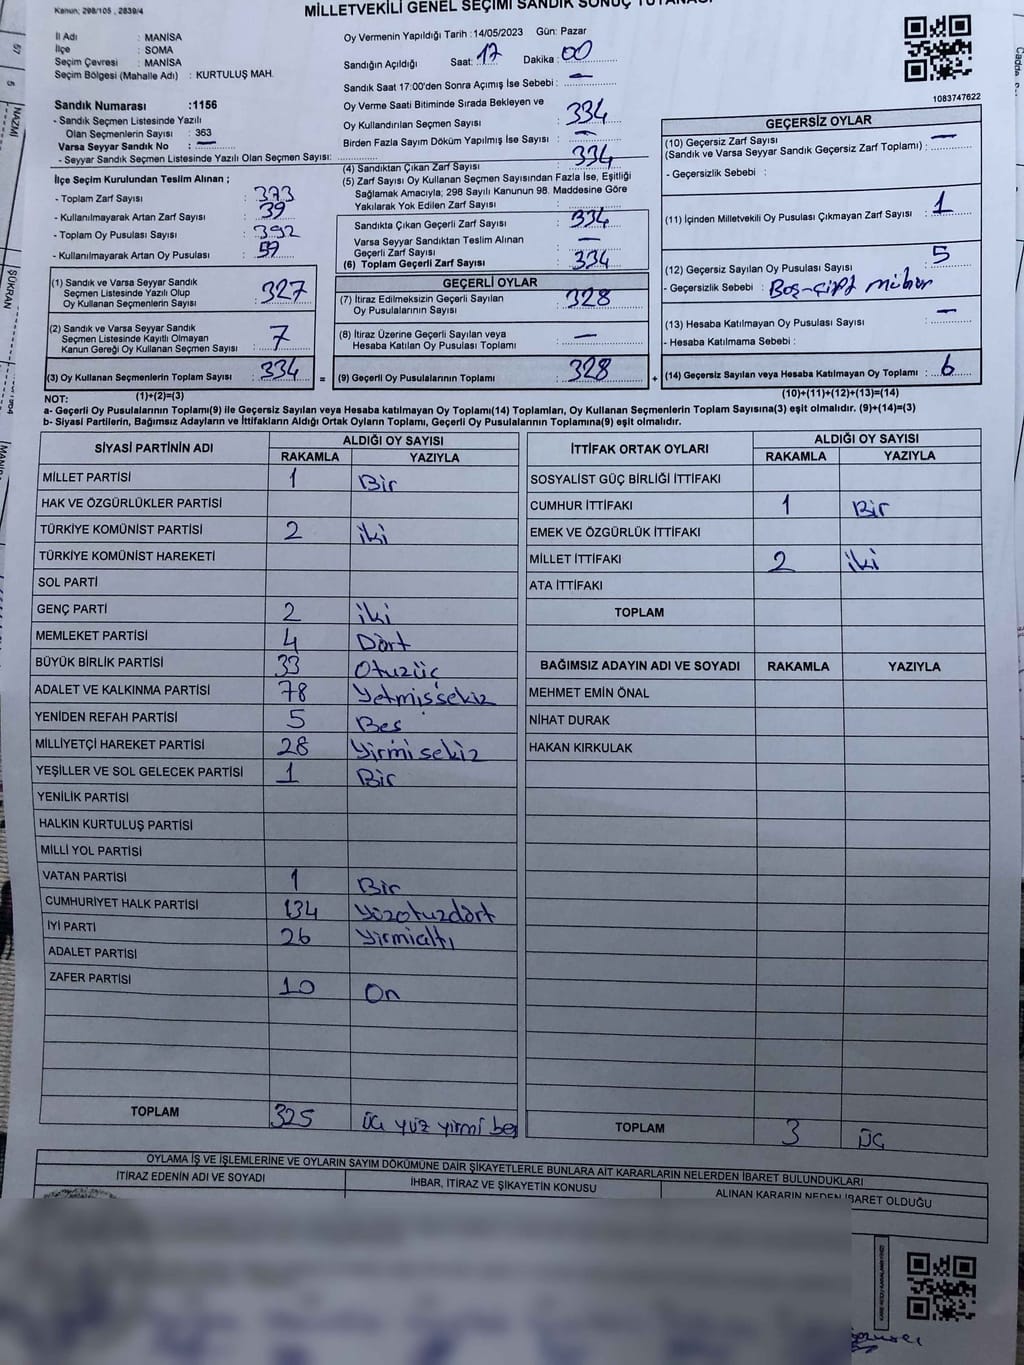 Kanun: 298/105 , 2839/4
MİLLETVEKİLİ GENEL SEÇİMİ SANDIK SONUÇ TUTANAĞI
İl Adı : MANİSA
İlçe : SOMA
Seçim Çevresi : MANİSA
Seçim Bölgesi (Mahalle Adı) : KURTULUŞ MAH.
Sandık Numarası :1156
- Sandık Seçmen Listesinde Yazılı
Olan Seçmenlerin Sayısı : 363
Varsa Seyyar Sandık No : —
- Seyyar Sandık Seçmen Listesinde Yazılı Olan Seçmen Sayısı:
İlçe Seçim Kurulundan Teslim Alınan ;
- Toplam Zarf Sayısı : 373
- Kullanılmayarak Artan Zarf Sayısı : 39
- Toplam Oy Pusulası Sayısı : 392
- Kullanılmayarak Artan Oy Pusulası : 59
(1) Sandık ve Varsa Seyyar Sandık
Seçmen Listesinde Yazılı Olup
Oy Kullanan Seçmenlerin Sayısı : 327
(2) Sandık ve Varsa Seyyar Sandık
Seçmen Listesinde Kayıtlı Olmayan
Kanun Gereği Oy Kullanan Seçmen Sayısı : 7
(3) Oy Kullanan Seçmenlerin Toplam Sayısı : 334
(1)+(2)=(3)
Oy Vermenin Yapıldığı Tarih :14/05/2023 Gün: Pazar
Sandığın Açıldığı Saat: 17 Dakika : 00
Sandık Saat 17:00'den Sonra Açımış İse Sebebi : —
Oy Verme Saati Bitiminde Sırada Bekleyen ve
Oy Kullandırılan Seçmen Sayısı : 334
Birden Fazla Sayım Döküm Yapılmış İse Sayısı : —
(4) Sandıktan Çıkan Zarf Sayısı : 334
(5) Zarf Sayısı Oy Kullanan Seçmen Sayısından Fazla İse, Eşitliği
Sağlamak Amacıyla; 298 Sayılı Kanunun 98. Maddesine Göre
Yakılarak Yok Edilen Zarf Sayısı :
Sandıkta Çıkan Geçerli Zarf Sayısı : 334
Varsa Seyyar Sandıktan Teslim Alınan
Geçerli Zarf Sayısı : —
(6) Toplam Geçerli Zarf Sayısı : 334
GEÇERLİ OYLAR
(7) İtiraz Edilmeksizin Geçerli Sayılan
Oy Pusulalarının Sayısı : 328
(8) İtiraz Üzerine Geçerli Sayılan veya
Hesaba Katılan Oy Pusulası Toplamı : —
= (9) Geçerli Oy Pusulalarının Toplamı : 328
1083747622
GEÇERSİZ OYLAR
(10) Geçersiz Zarf Sayısı
(Sandık ve Varsa Seyyar Sandık Geçersiz Zarf Toplamı) : —
- Geçersizlik Sebebi :
(11) İçinden Milletvekili Oy Pusulası Çıkmayan Zarf Sayısı : 1
(12) Geçersiz Sayılan Oy Pusulası Sayısı : 5
- Geçersizlik Sebebi : Boş-çift mühür
(13) Hesaba Katılmayan Oy Pusulası Sayısı : —
- Hesaba Katılmama Sebebi :
+ (14) Geçersiz Sayılan veya Hesaba Katılmayan Oy Toplamı : 6
(10)+(11)+(12)+(13)=(14)
NOT:
a- Geçerli Oy Pusulalarının Toplamı(9) ile Geçersiz Sayılan veya Hesaba katılmayan Oy Toplamı(14) Toplamları, Oy Kullanan Seçmenlerin Toplam Sayısına(3) eşit olmalıdır. (9)+(14)=(3)
b- Siyasi Partilerin, Bağımsız Adayların ve İttifakların Aldığı Ortak Oyların Toplamı, Geçerli Oy Pusulalarının Toplamına(9) eşit olmalıdır.
SİYASİ PARTİNİN ADI ALDIĞI OY SAYISI
RAKAMLA YAZIYLA
MİLLET PARTİSİ 1 Bir
HAK VE ÖZGÜRLÜKLER PARTİSİ
TÜRKİYE KOMÜNİST PARTİSİ 2 iki
TÜRKİYE KOMÜNİST HAREKETİ
SOL PARTİ
GENÇ PARTİ 2 iki
MEMLEKET PARTİSİ 4 Dört
BÜYÜK BİRLİK PARTİSİ 33 Otuzüç
ADALET VE KALKINMA PARTİSİ 78 Yetmişsekiz
YENİDEN REFAH PARTİSİ 5 Beş
MİLLİYETÇİ HAREKET PARTİSİ 28 Yirmisekiz
YEŞİLLER VE SOL GELECEK PARTİSİ 1 Bir
YENİLİK PARTİSİ
HALKIN KURTULUŞ PARTİSİ
MİLLİ YOL PARTİSİ
VATAN PARTİSİ 1 Bir
CUMHURİYET HALK PARTİSİ 134 Yüzotuzdört
İYİ PARTİ 26 Yirmialtı
ADALET PARTİSİ
ZAFER PARTİSİ 10 On
TOPLAM 325 üç yüz yirmi be
İTTİFAK ORTAK OYLARI ALDIĞI OY SAYISI
RAKAMLA YAZIYLA
SOSYALİST GÜÇ BİRLİĞİ İTTİFAKI
CUMHUR İTTİFAKI 1 Bir
EMEK VE ÖZGÜRLÜK İTTİFAKI
MİLLET İTTİFAKI 2 iki
ATA İTTİFAKI
TOPLAM
BAĞIMSIZ ADAYIN ADI VE SOYADI RAKAMLA YAZIYLA
MEHMET EMİN ÖNAL
NİHAT DURAK
HAKAN KIRKULAK
TOPLAM 3 üç
OYLAMA İŞ VE İŞLEMLERİNE VE OYLARIN SAYIM DÖKÜMÜNE DAİR ŞİKAYETLERLE BUNLARA AİT KARARLARIN NELERDEN İBARET BULUNDUKLARI
İTİRAZ EDENİN ADI VE SOYADI İHBAR, İTİRAZ VE ŞİKAYETİN KONUSU ALINAN KARARIN NEDEN İBARET OLDUĞU
NAZMİ
ŞÜKRAN